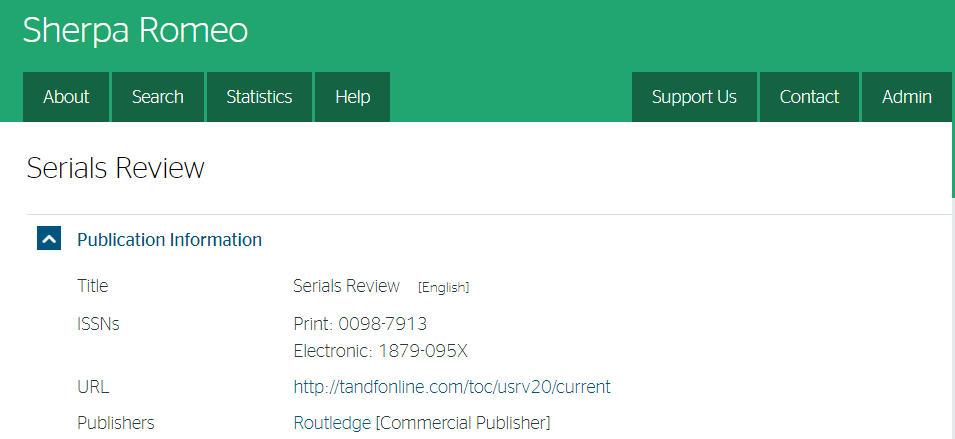 Sherpa Romeo
About Search Statistics Help Support Us Contact Admin
Serials Review
Publication Information
Title Serials Review [English]
ISSNs Print: 0098-7913
Electronic: 1879-095X
URL http://tandfonline.com/toc/usrv20/current
Publishers Routledge [Commercial Publisher]